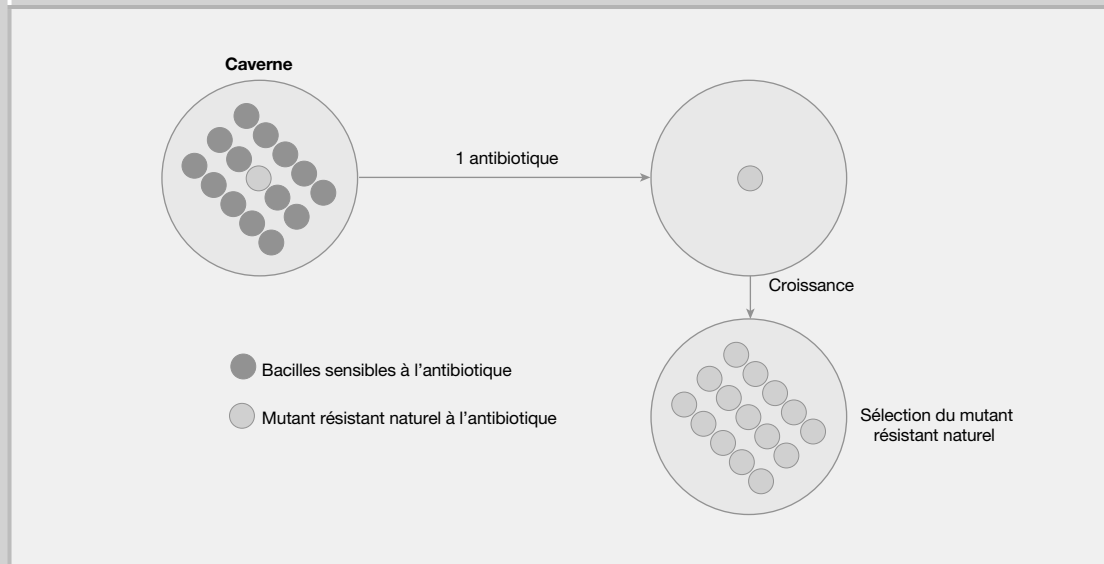 Caverne
1 antibiotique
Croissance
Bacilles sensibles à l'antibiotique
Mutant résistant naturel à l'antibiotique
Sélection du mutant
résistant naturel